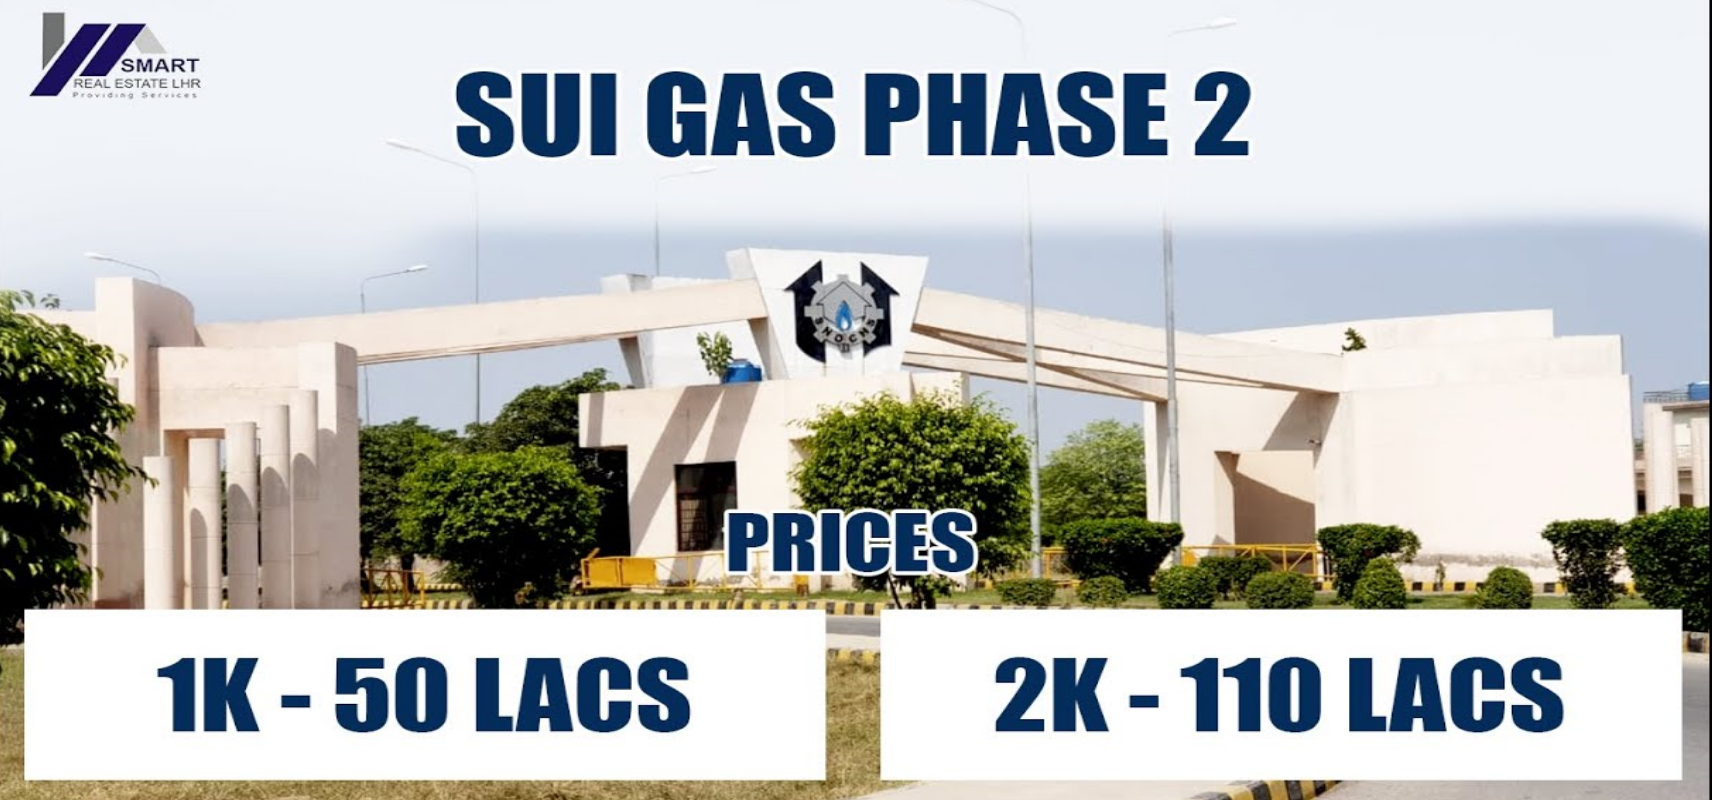 SMART
REAL ESTATE LHR
Providing Services
SUI GAS PHASE 2
PRICES
1K - 50 LACS
2K - 110 LACS